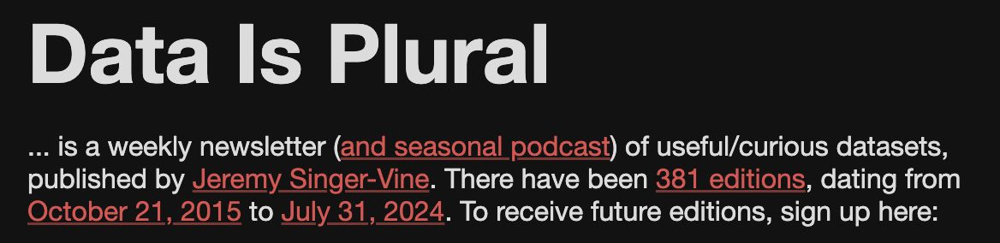 Data Is Plural
... is a weekly newsletter (and seasonal podcast) of useful/curious datasets,
published by Jeremy Singer-Vine. There have been 381 editions, dating from
October 21, 2015 to July 31, 2024. To receive future editions, sign up here: